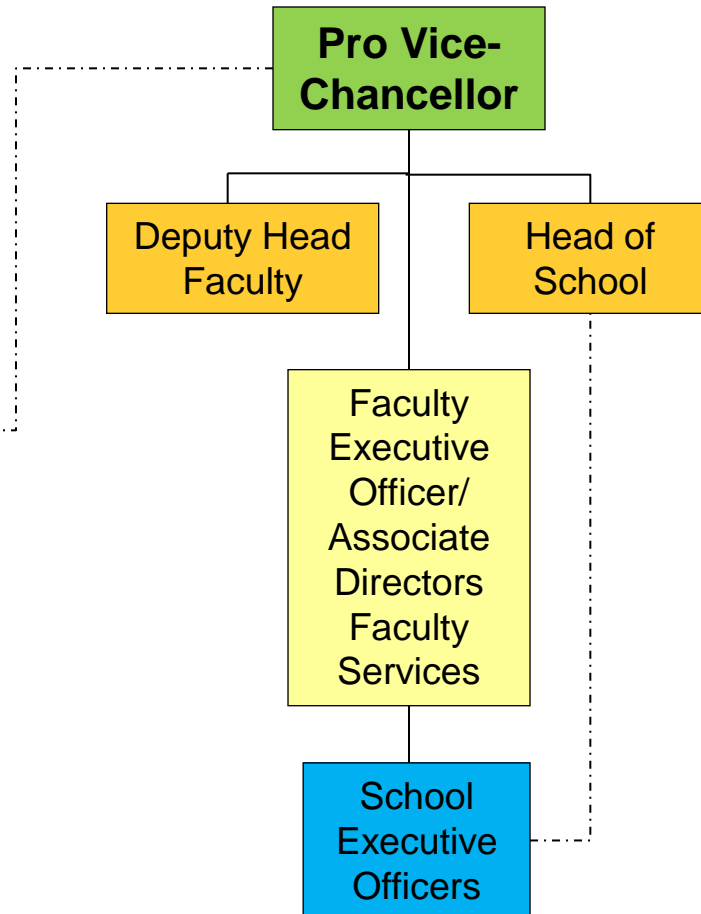 Pro Vice-
Chancellor
Deputy Head
Faculty
Head of
School
Faculty
Executive
Officer/
Associate
Directors
Faculty
Services
School
Executive
Officers